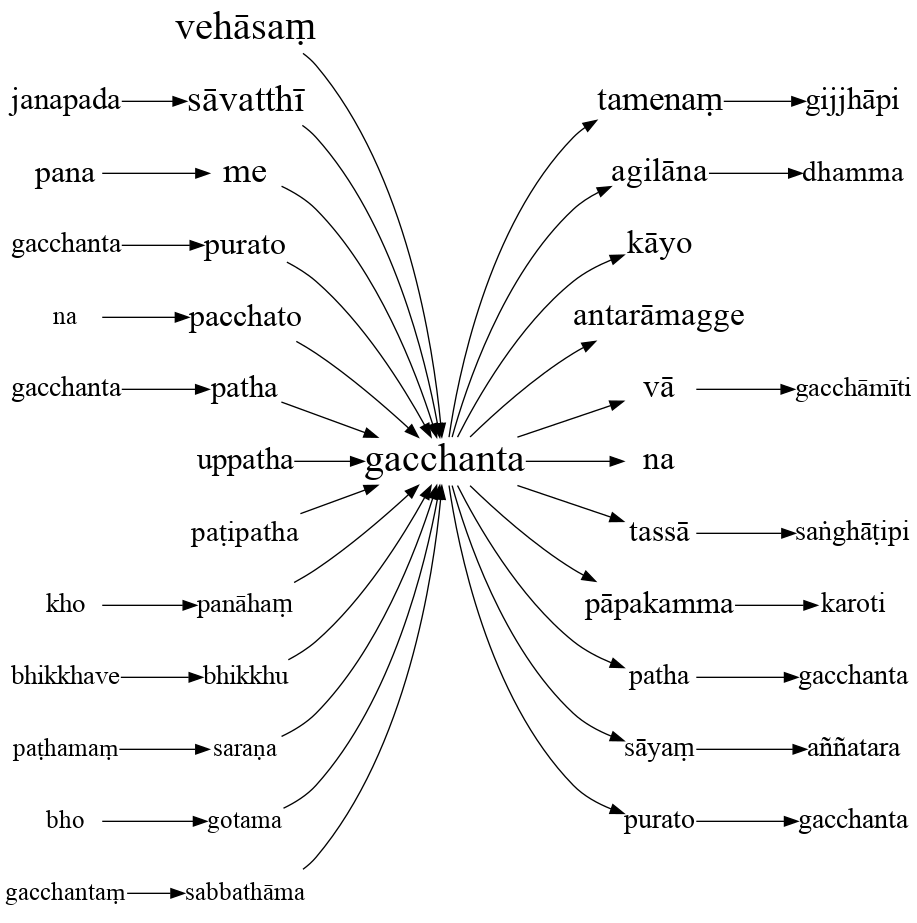 vehāsaṃ
janapada sāvatthī tamenaṃ gijjhāpi
pana me agilāna dhamma
gacchanta purato kāyo
na pacchato antarāmagge
gacchanta patha vā gacchāmīti
uppatha gacchanta na
paṭipatha tassā saṅghāṭipi
kho panāhaṃ pāpakamma karoti
bhikkhave bhikkhu patha gacchanta
paṭhamaṃ saraṇa sāyaṃ aññatara
bho gotama purato gacchanta
gacchantaṃ sabbathāma